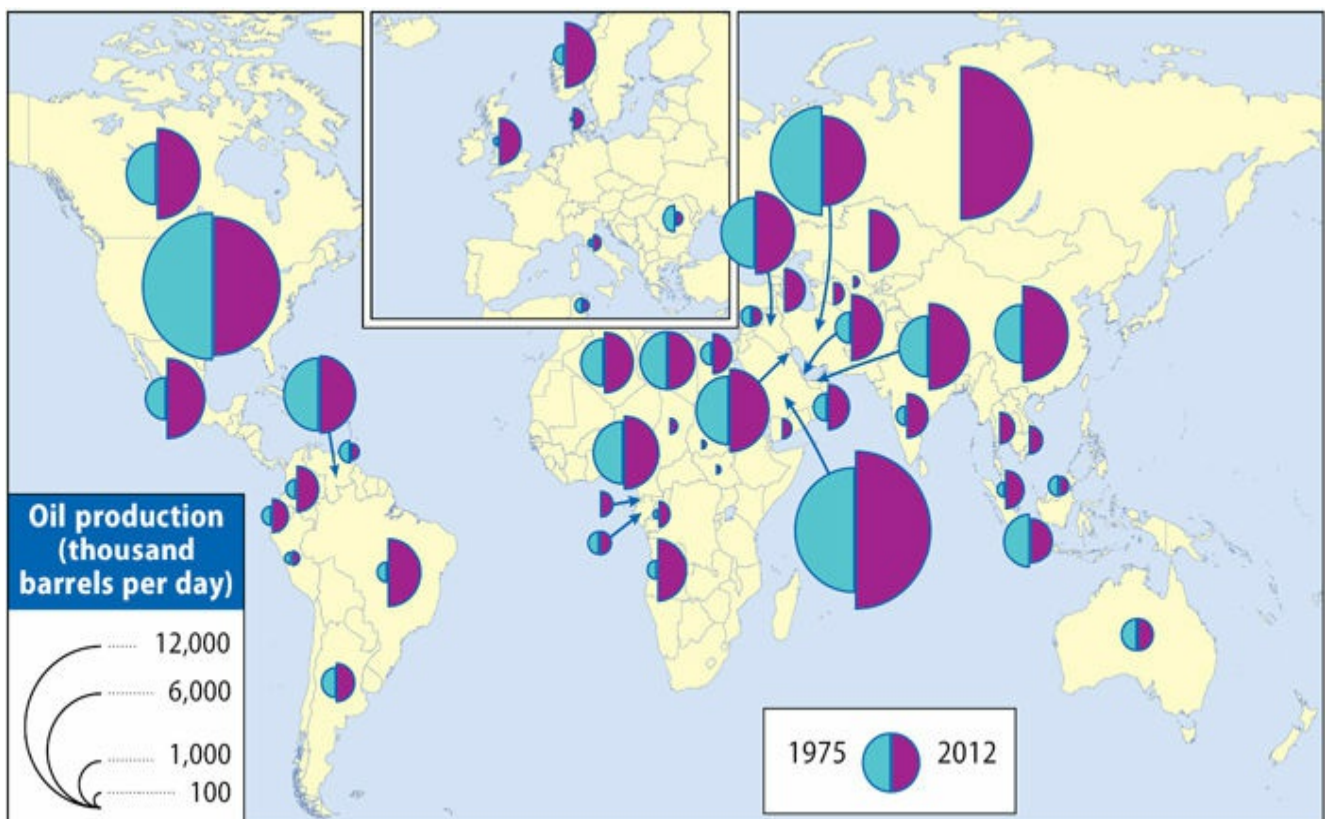 Oil production
(thousand
barrels per day)
12,000
6,000
1,000
100
1975 2012